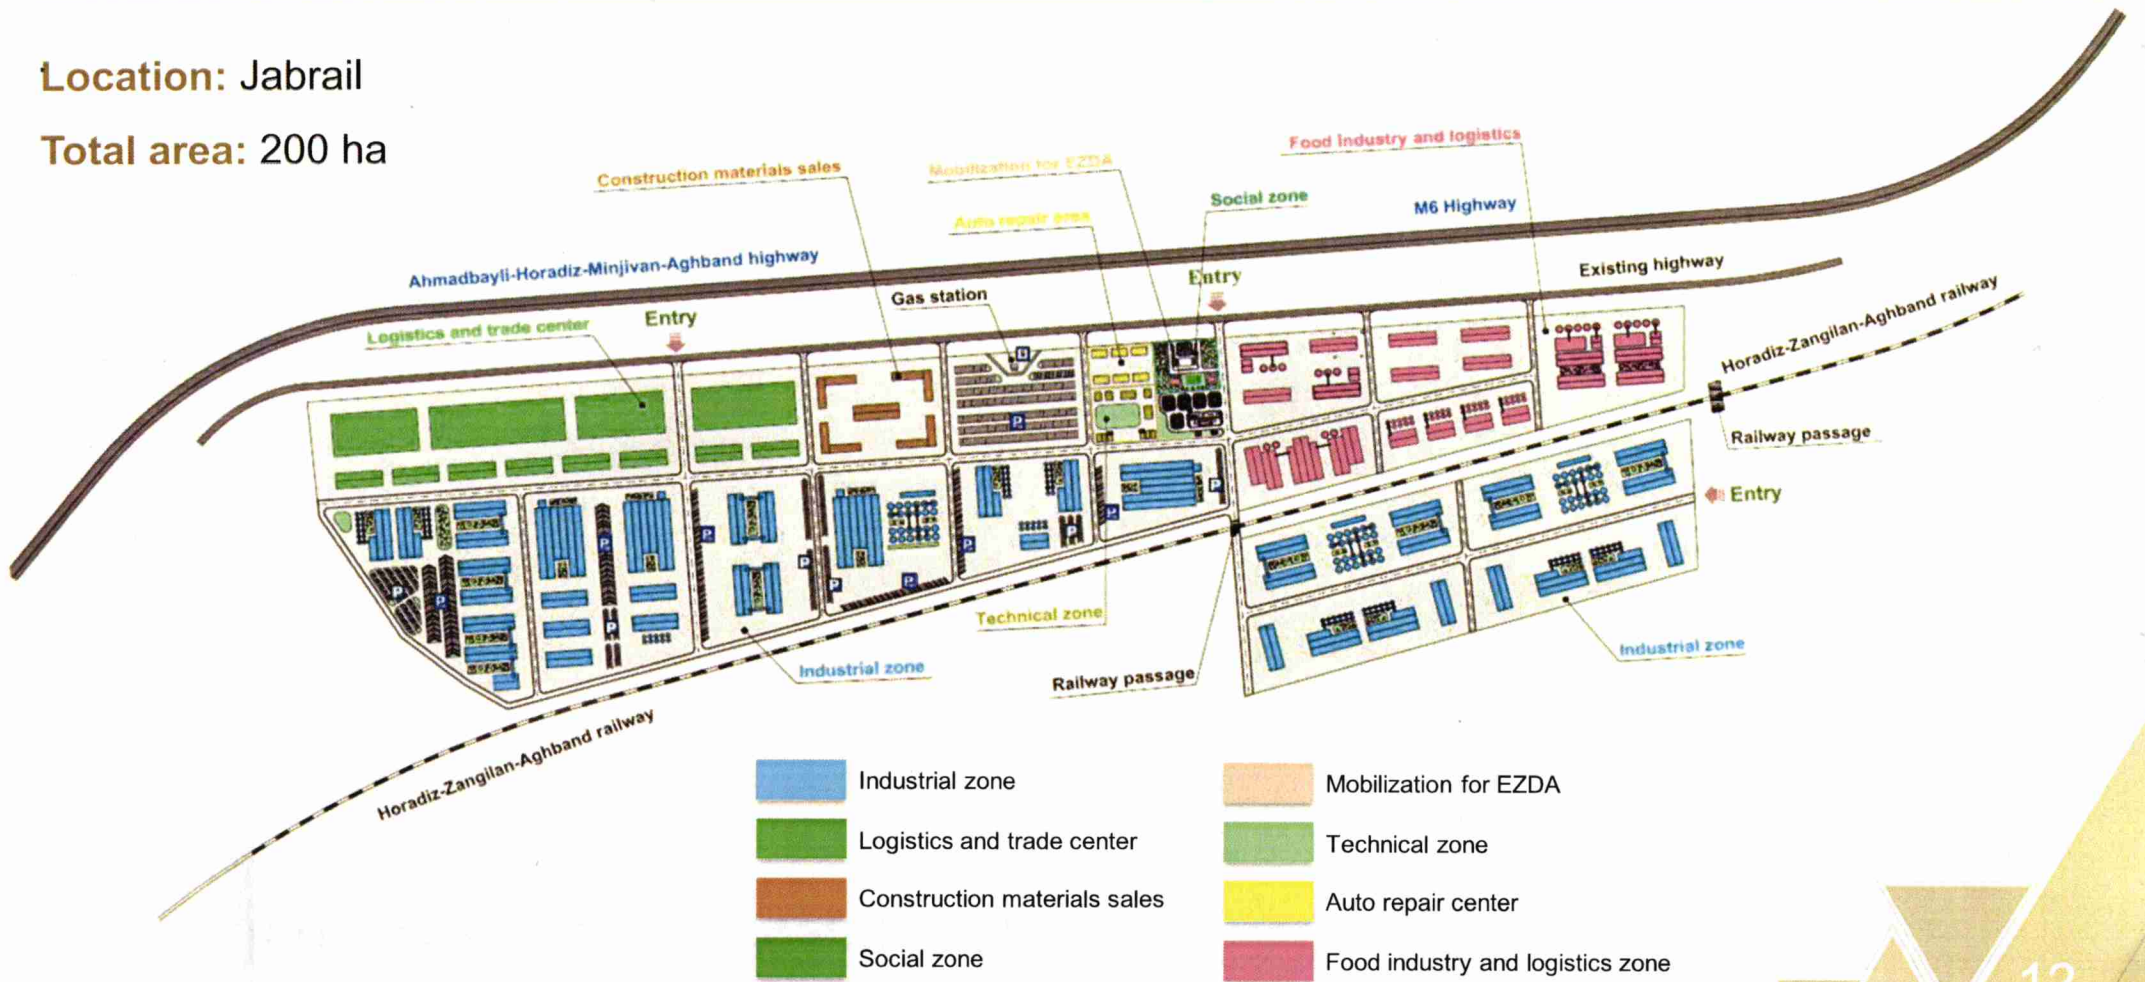 Location: Jabrail
Total area: 200 ha
Construction materials sales
Mobilization for EZDA
Food Industry and logistics
Auto repair area
Social zone
M6 Highway
Ahmadbayli-Horadiz-Minjivan-Aghband highway
Gas station
Entry
Existing highway
Logistics and trade center
Entry
Horadiz-Zangilan-Aghband railway
Railway passage
Entry
P
P
P
P
P
P
P
P
P
P
P
P
P
P
Technical zone
Industrial zone
Railway passage
Industrial zone
Horadiz-Zangilan-Aghband railway
Industrial zone
Logistics and trade center
Construction materials sales
Social zone
Mobilization for EZDA
Technical zone
Auto repair center
Food industry and logistics zone
12